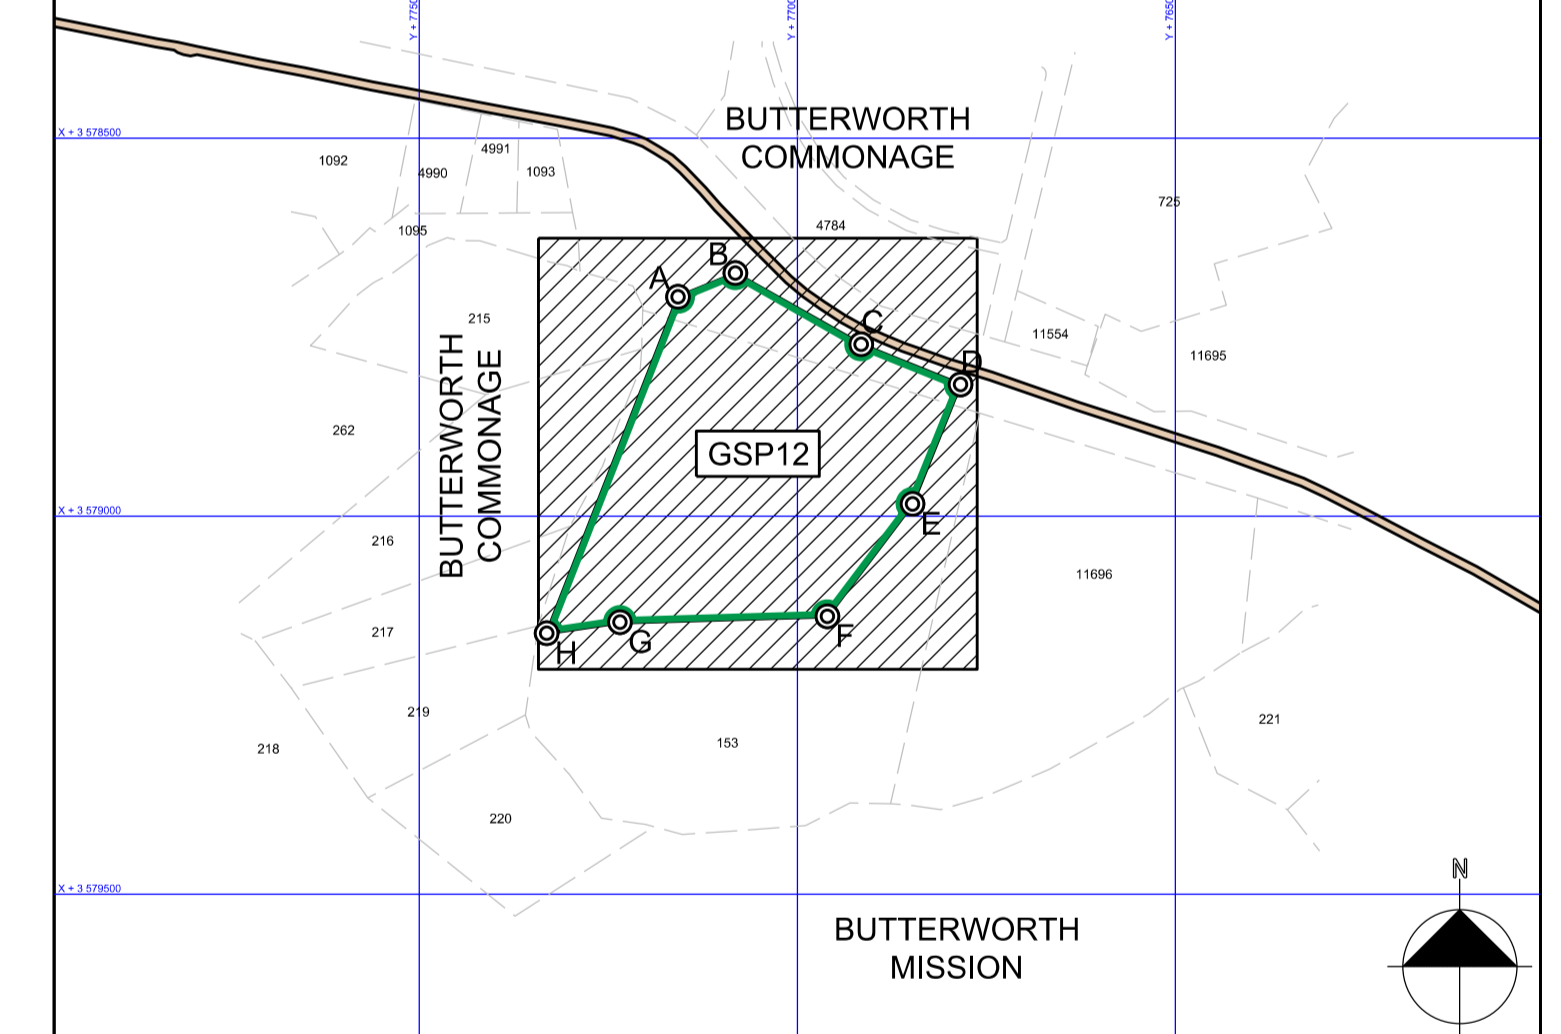 Y + 7750
Y + 7700
Y + 7650
BUTTERWORTH
COMMONAGE
X + 3 578500
1092
4991
4990
1093
725
4784
1095
A
B
215
C
11554
D
11695
BUTTERWORTH
COMMONAGE
262
GSP12
X + 3 579000
E
216
11696
217
H
G
F
219
218
153
221
220
X + 3 579500
N
BUTTERWORTH
MISSION